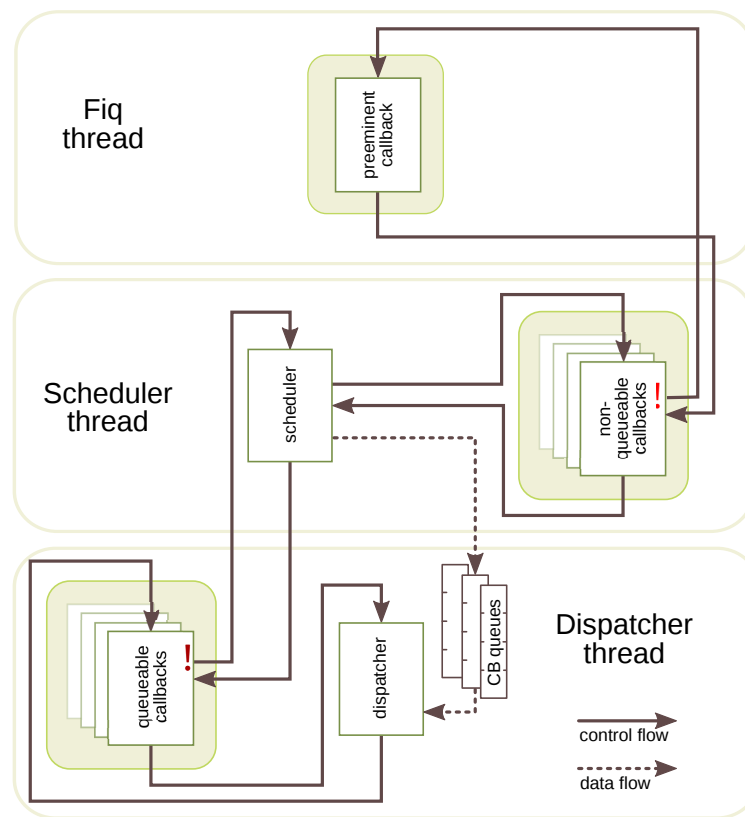 Fiq
thread
preeminent
callback
Scheduler
thread
scheduler
!
non-
queueable
callbacks
Dispatcher
thread
!
queueable
callbacks
dispatcher
CB queues
control flow
data flow